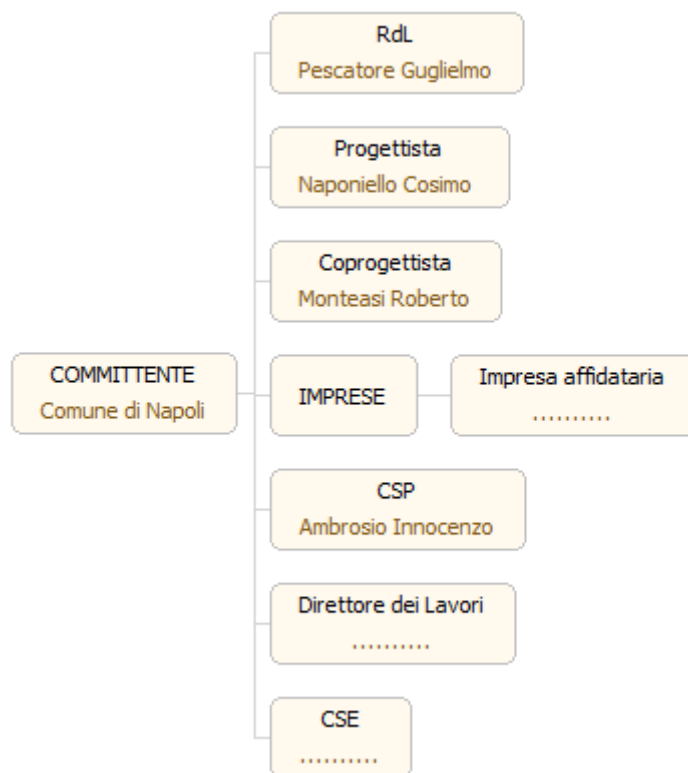 RdL
Pescatore Guglielmo
Progettista
Naponiello Cosimo
Coprogettista
Monteasi Roberto
COMMITTENTE
Comune di Napoli
IMPRESE
Impresa affidataria
..........
CSP
Ambrosio Innocenzo
Direttore dei Lavori
..........
CSE
..........